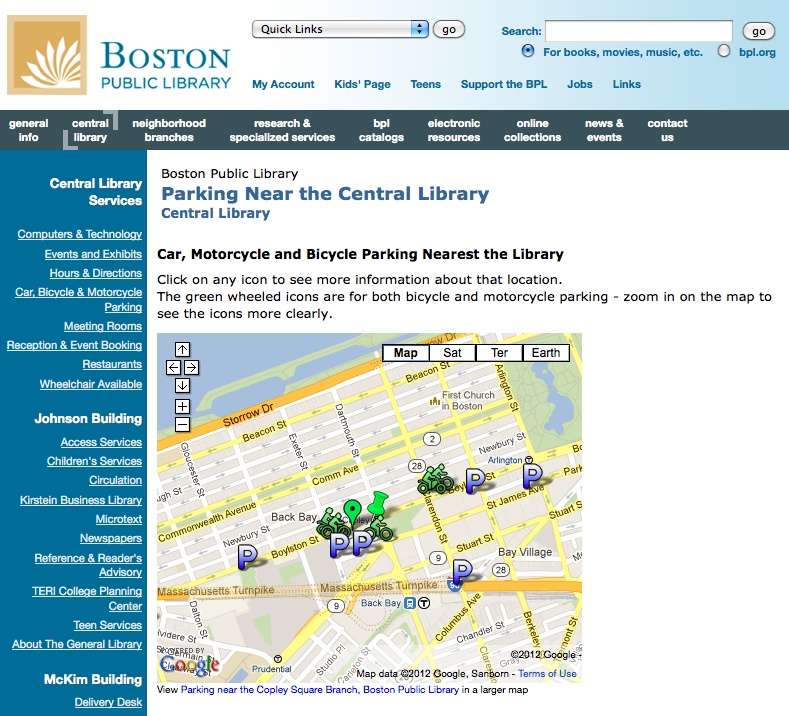 BOSTON
PUBLIC LIBRARY
Quick Links
go
Search:
go
For books, movies, music, etc.
bpl.org
My Account
Kids' Page
Teens
Support the BPL
Jobs
Links
general
info
central
library
neighborhood
branches
research &
specialized services
bpl
catalogs
electronic
resources
online
collections
news &
events
contact
us
Central Library
Services
Computers & Technology
Events and Exhibits
Hours & Directions
Car, Bicycle & Motorcycle
Parking
Meeting Rooms
Reception & Event Booking
Restaurants
Wheelchair Available
Johnson Building
Access Services
Children's Services
Circulation
Kirstein Business Library
Microtext
Newspapers
Reference & Reader's
Advisory
TERI College Planning
Center
Teen Services
About The General Library
McKim Building
Delivery Desk
Boston Public Library
Parking Near the Central Library
Central Library
Car, Motorcycle and Bicycle Parking Nearest the Library
Click on any icon to see more information about that location.
The green wheeled icons are for both bicycle and motorcycle parking - zoom in on the map to
see the icons more clearly.
Map
Sat
Ter
Earth
Storrow Dr
Beacon St
Arlington St
First Church
in Boston
Storrow Dr
Beacon St
Dartmouth St
Exeter St
Gloucester St
2
28
Newbury St
Arlington
T
Comm Ave
Park
P
P
St James Ave
Clarendon St
Commonwealth Ave
Back Bay
Copley
Stuart S
Newbury St
Boylston St
P
P
P
9
Stuart St
Bay Village
P
28
Massachusetts Turnpike
Massachusetts Turnpike
9
Back Bay
T
Columbus Ave
Dalton St
Chandler St
Berkeley
Tremont St
Studio Pl
POWERED BY
Google
Prudential
©2012 Google
Map data ©2012 Google, Sanborn - Terms of Use
View Parking near the Copley Square Branch, Boston Public Library in a larger map